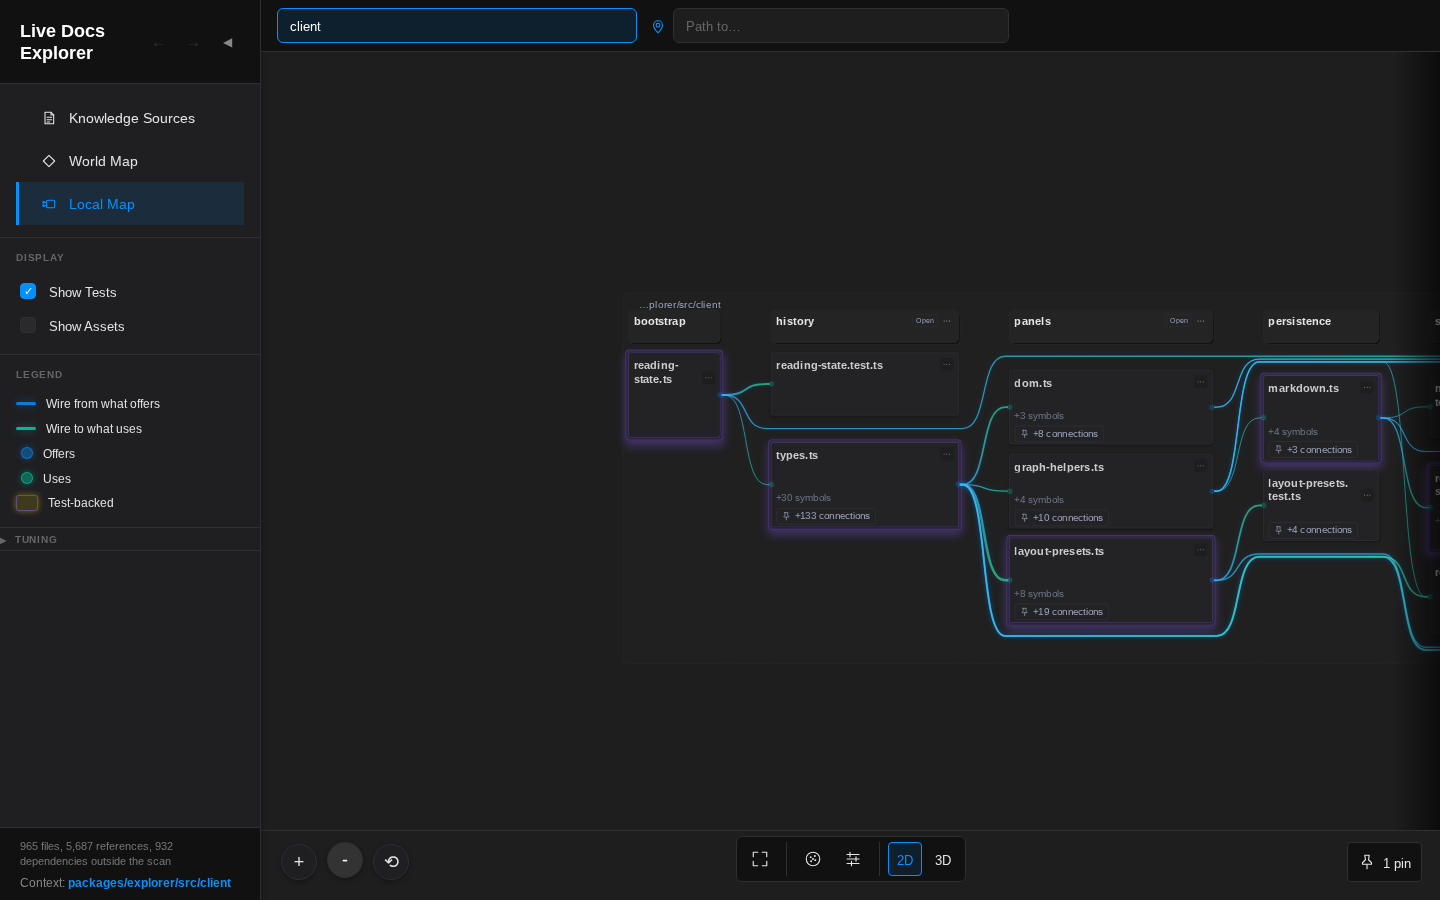 Live Docs
Explorer
← → ◀
client
Path to...
Knowledge Sources
World Map
Local Map
DISPLAY
✓ Show Tests
Show Assets
LEGEND
Wire from what offers
Wire to what uses
Offers
Uses
Test-backed
▶ TUNING
965 files, 5,687 references, 932
dependencies outside the scan
Context: packages/explorer/src/client
...plorer/src/client
bootstrap
reading-
state.ts
history
Open
reading-state.test.ts
types.ts
+30 symbols
+133 connections
panels
Open
dom.ts
+3 symbols
+8 connections
graph-helpers.ts
+4 symbols
+10 connections
layout-presets.ts
+8 symbols
+19 connections
persistence
markdown.ts
+4 symbols
+3 connections
layout-presets.
test.ts
+4 connections
+
-
⟲
2D
3D
1 pin